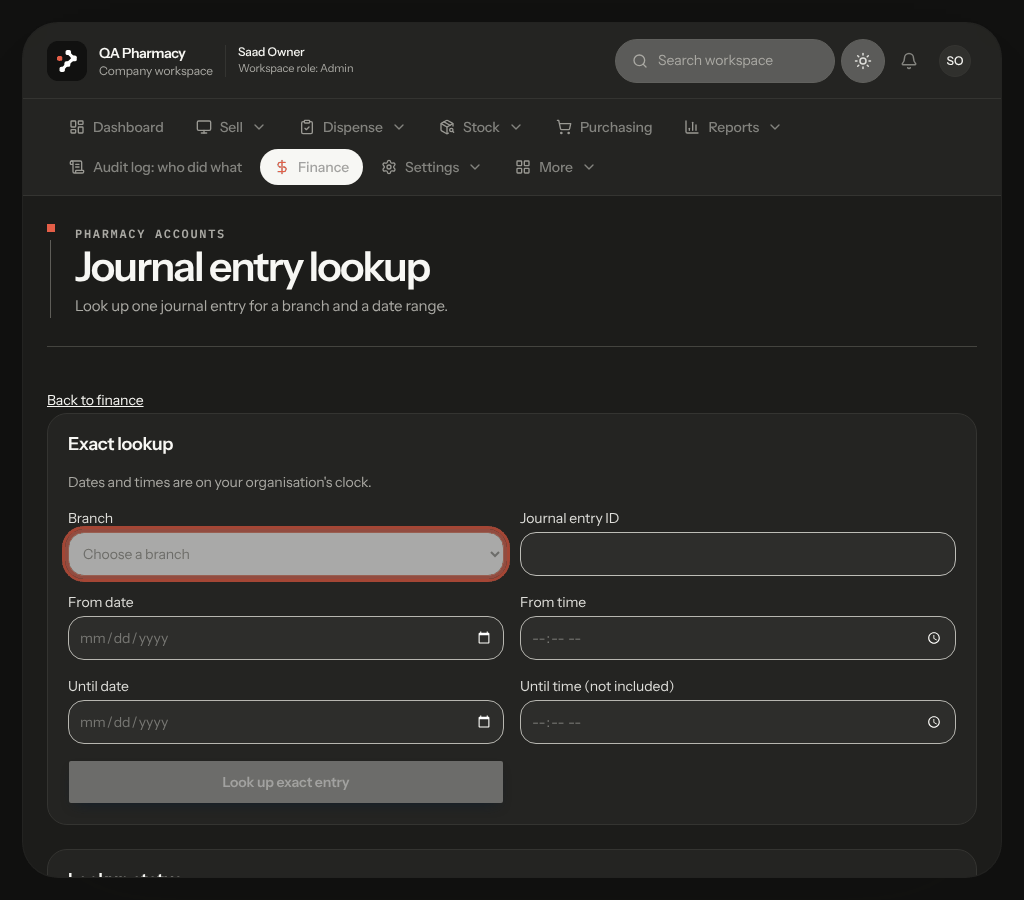 QA Pharmacy
Company workspace
Saad Owner
Workspace role: Admin
Search workspace
SO
Dashboard
Sell
Dispense
Stock
Purchasing
Reports
Audit log: who did what
Finance
Settings
More
PHARMACY ACCOUNTS
Journal entry lookup
Look up one journal entry for a branch and a date range.
Back to finance
Exact lookup
Dates and times are on your organisation's clock.
Branch
Journal entry ID
Choose a branch
From date
From time
mm/dd/yyyy
--:-- --
Until date
Until time (not included)
mm/dd/yyyy
--:-- --
Look up exact entry